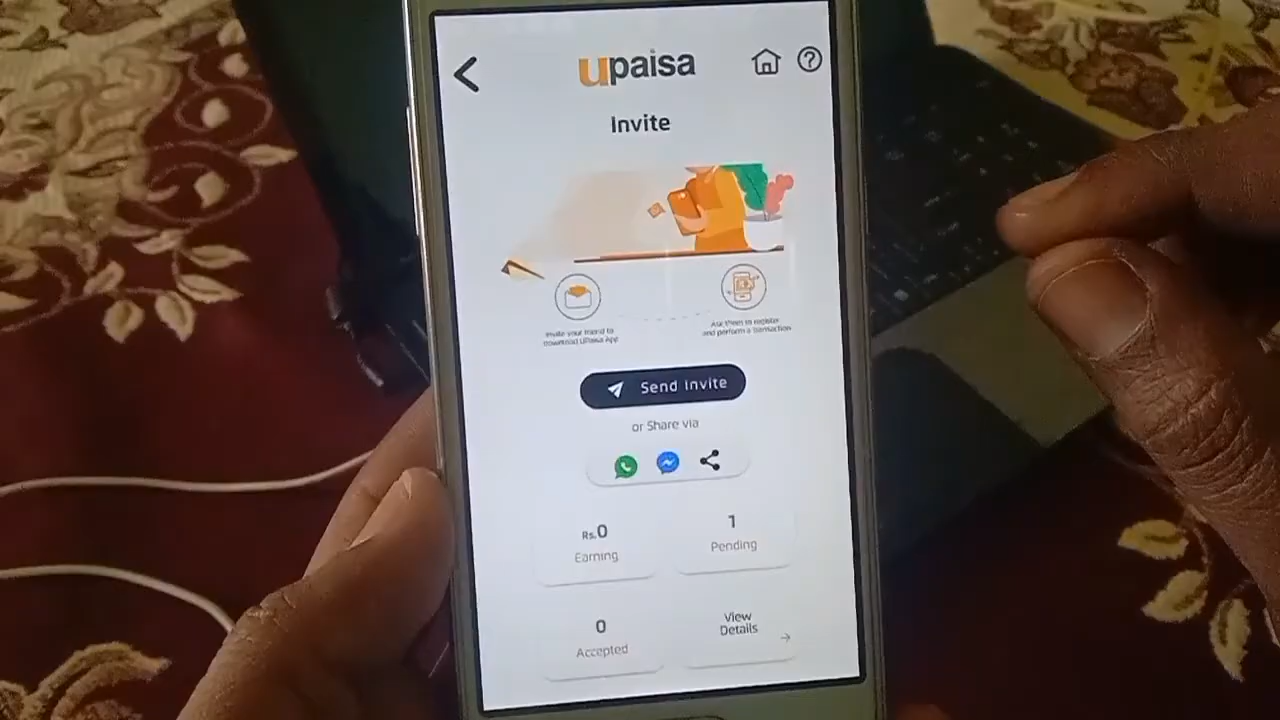 upaisa
Invite
Invite your friend to
Download UPaisa App
Ask them to register
and perform a transaction
Send Invite
or Share via
Rs.0
Earning
1
Pending
0
Accepted
View
Details